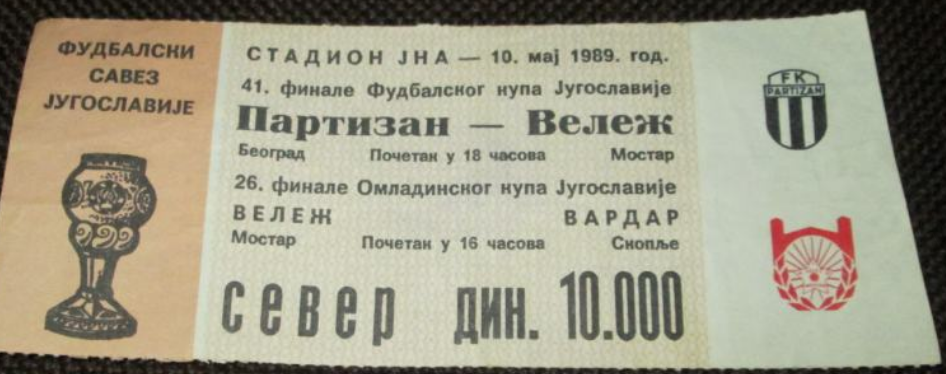 ФУДБАЛСКИ
САВЕЗ
ЈУГОСЛАВИЈЕ
СТАДИОН ЈНА — 10. мај 1989. год.
41. финале Фудбалског купа Југославије
Партизан — Вележ
Београд Почетак у 18 часова Мостар
26. финале Омладинског купа Југославије
ВЕЛЕЖ ВАРДАР
Мостар Почетак у 16 часова Скопље
СЕВЕР ДИН. 10.000
FK
PARTIZAN